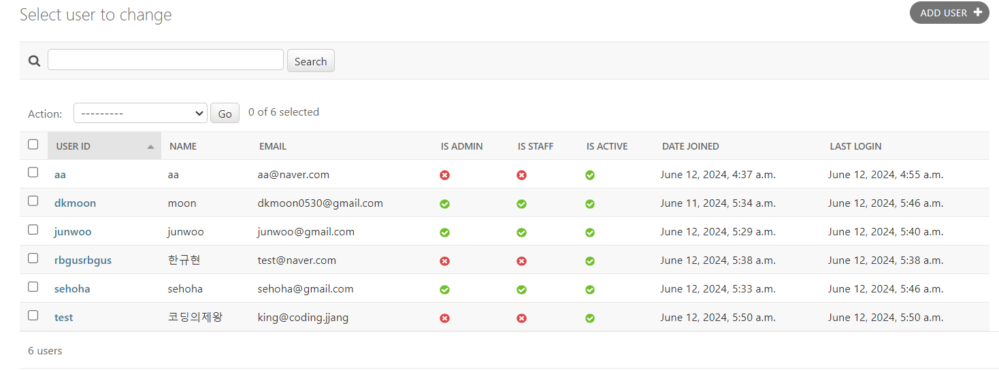 Select user to change
ADD USER +
Search
Action: --------- Go 0 of 6 selected
USER ID NAME EMAIL IS ADMIN IS STAFF IS ACTIVE DATE JOINED LAST LOGIN
aa aa aa@naver.com June 12, 2024, 4:37 a.m. June 12, 2024, 4:55 a.m.
dkmoon moon dkmoon0530@gmail.com June 11, 2024, 5:34 a.m. June 12, 2024, 5:46 a.m.
junwoo junwoo junwoo@gmail.com June 12, 2024, 5:29 a.m. June 12, 2024, 5:40 a.m.
rbgusrbgus 한규현 test@naver.com June 12, 2024, 5:38 a.m. June 12, 2024, 5:38 a.m.
sehoha sehoha sehoha@gmail.com June 12, 2024, 5:33 a.m. June 12, 2024, 5:46 a.m.
test 코딩의제왕 king@coding.jjang June 12, 2024, 5:50 a.m. June 12, 2024, 5:50 a.m.
6 users